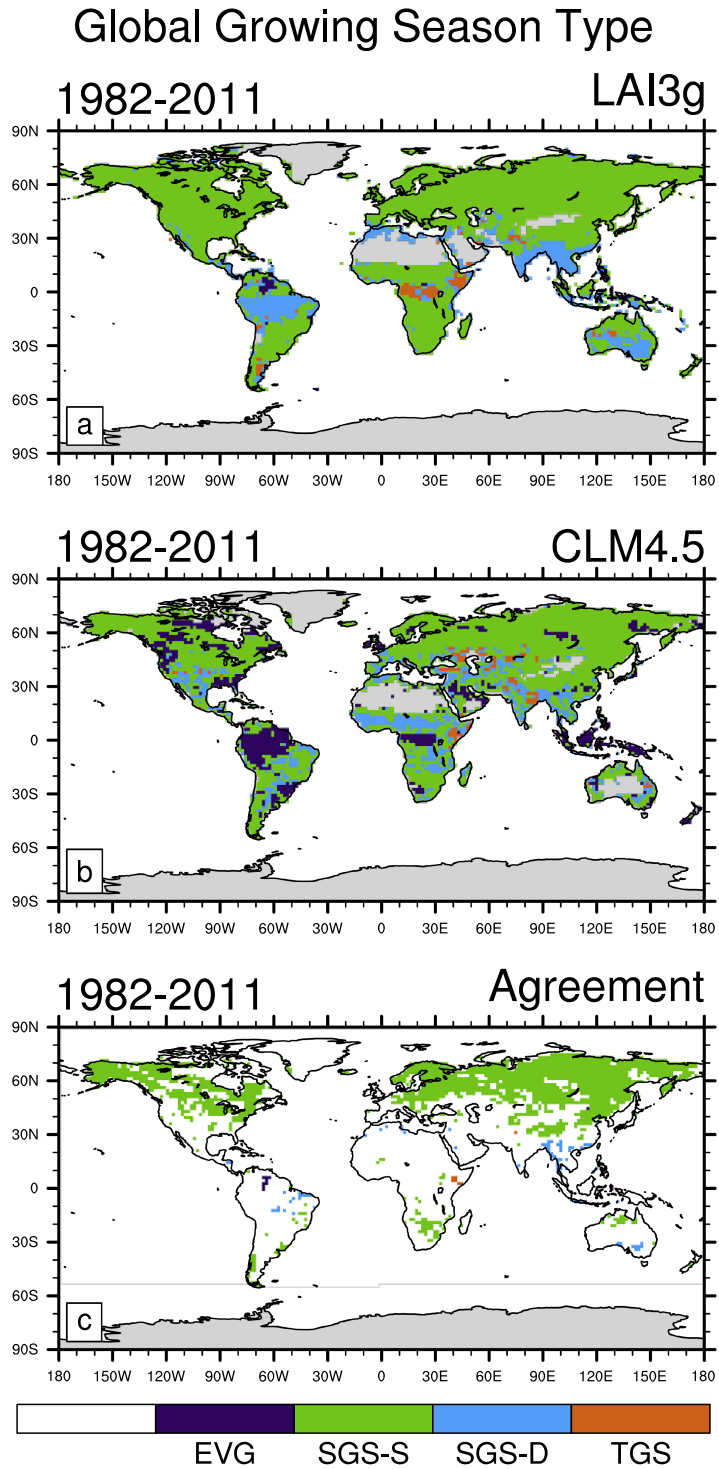 Global Growing Season Type
1982-2011 LAI3g
90N
60N
30N
0
30S
60S
90S
a
180 150W 120W 90W 60W 30W 0 30E 60E 90E 120E 150E 180
1982-2011 CLM4.5
90N
60N
30N
0
30S
60S
90S
b
180 150W 120W 90W 60W 30W 0 30E 60E 90E 120E 150E 180
1982-2011 Agreement
90N
60N
30N
0
30S
60S
90S
c
180 150W 120W 90W 60W 30W 0 30E 60E 90E 120E 150E 180
EVG SGS-S SGS-D TGS